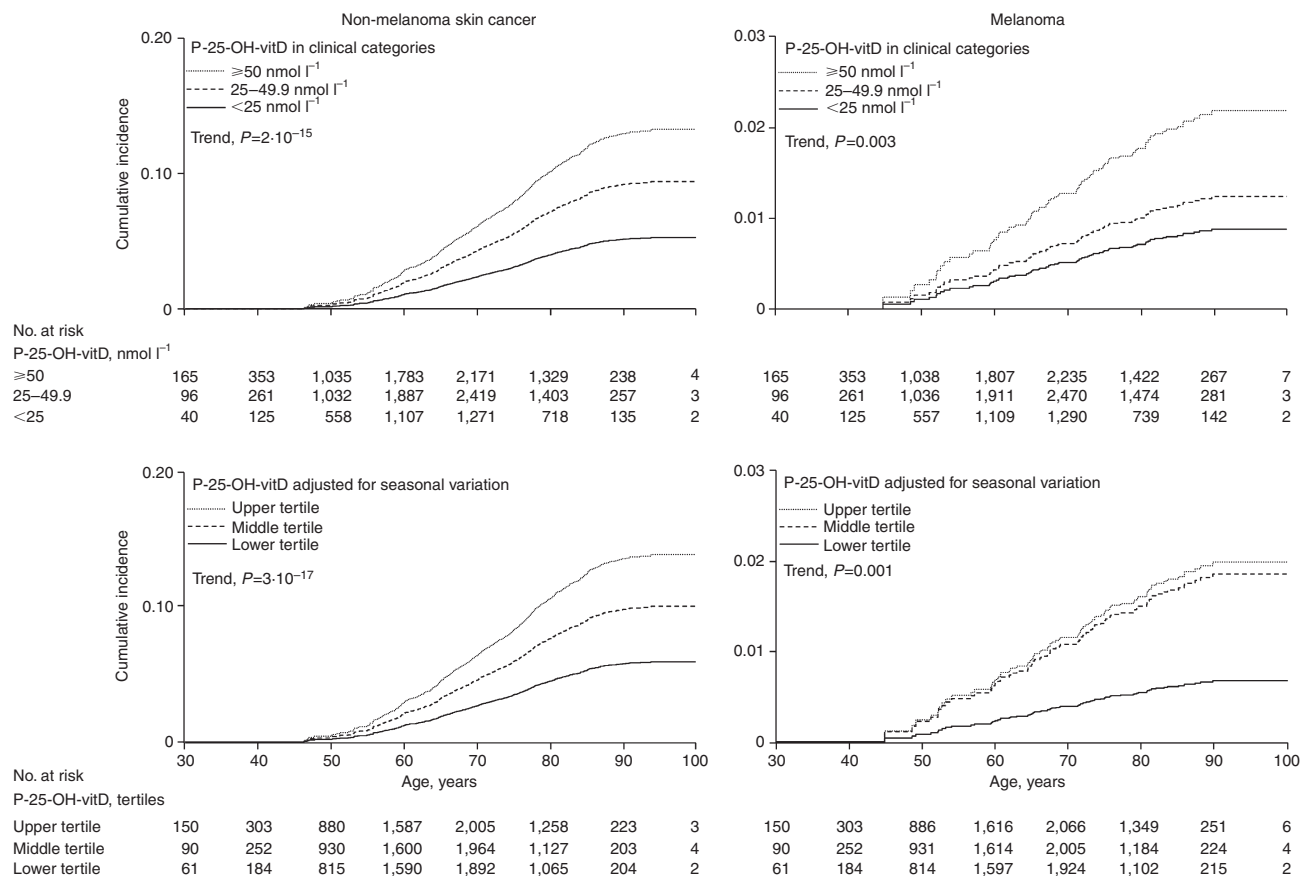 Non-melanoma skin cancer
0.20
P-25-OH-vitD in clinical categories
⩾50 nmol l⁻¹
25–49.9 nmol l⁻¹
<25 nmol l⁻¹
Trend, P=2·10⁻¹⁵
0.10
0
Cumulative incidence
Melanoma
0.03
P-25-OH-vitD in clinical categories
⩾50 nmol l⁻¹
25–49.9 nmol l⁻¹
<25 nmol l⁻¹
Trend, P=0.003
0.02
0.01
0
No. at risk
P-25-OH-vitD, nmol l⁻¹
⩾50 165 353 1,035 1,783 2,171 1,329 238 4 165 353 1,038 1,807 2,235 1,422 267 7
25–49.9 96 261 1,032 1,887 2,419 1,403 257 3 96 261 1,036 1,911 2,470 1,474 281 3
<25 40 125 558 1,107 1,271 718 135 2 40 125 557 1,109 1,290 739 142 2
0.20
P-25-OH-vitD adjusted for seasonal variation
Upper tertile
Middle tertile
Lower tertile
Trend, P=3·10⁻¹⁷
0.10
0
Cumulative incidence
30 40 50 60 70 80 90 100
Age, years
0.03
P-25-OH-vitD adjusted for seasonal variation
Upper tertile
Middle tertile
Lower tertile
Trend, P=0.001
0.02
0.01
0
30 40 50 60 70 80 90 100
Age, years
No. at risk
P-25-OH-vitD, tertiles
Upper tertile 150 303 880 1,587 2,005 1,258 223 3 150 303 886 1,616 2,066 1,349 251 6
Middle tertile 90 252 930 1,600 1,964 1,127 203 4 90 252 931 1,614 2,005 1,184 224 4
Lower tertile 61 184 815 1,590 1,892 1,065 204 2 61 184 814 1,597 1,924 1,102 215 2